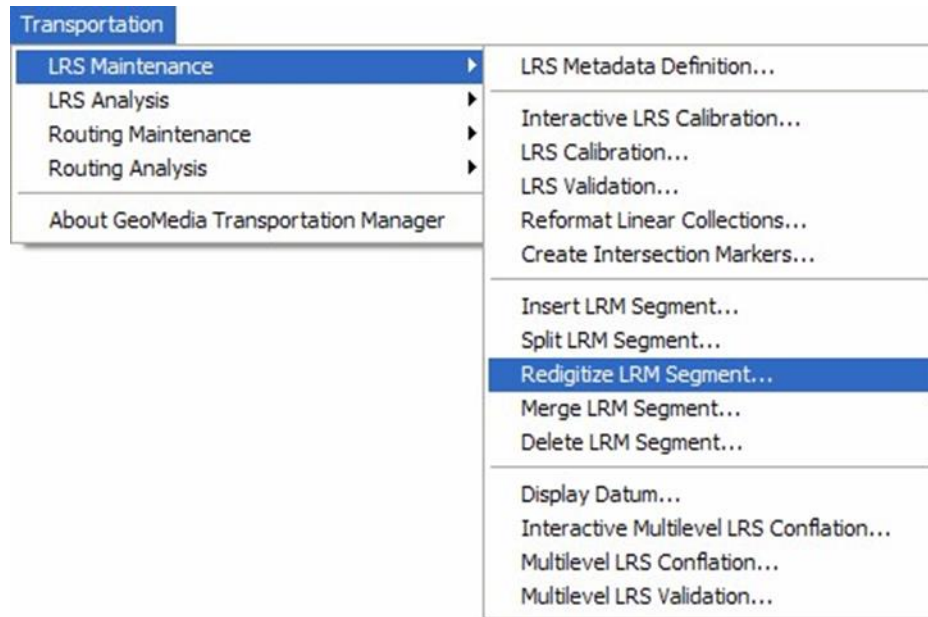 Transportation
LRS Maintenance
LRS Analysis
Routing Maintenance
Routing Analysis
About GeoMedia Transportation Manager
LRS Metadata Definition...
Interactive LRS Calibration...
LRS Calibration...
LRS Validation...
Reformat Linear Collections...
Create Intersection Markers...
Insert LRM Segment...
Split LRM Segment...
Redigitize LRM Segment...
Merge LRM Segment...
Delete LRM Segment...
Display Datum...
Interactive Multilevel LRS Conflation...
Multilevel LRS Conflation...
Multilevel LRS Validation...